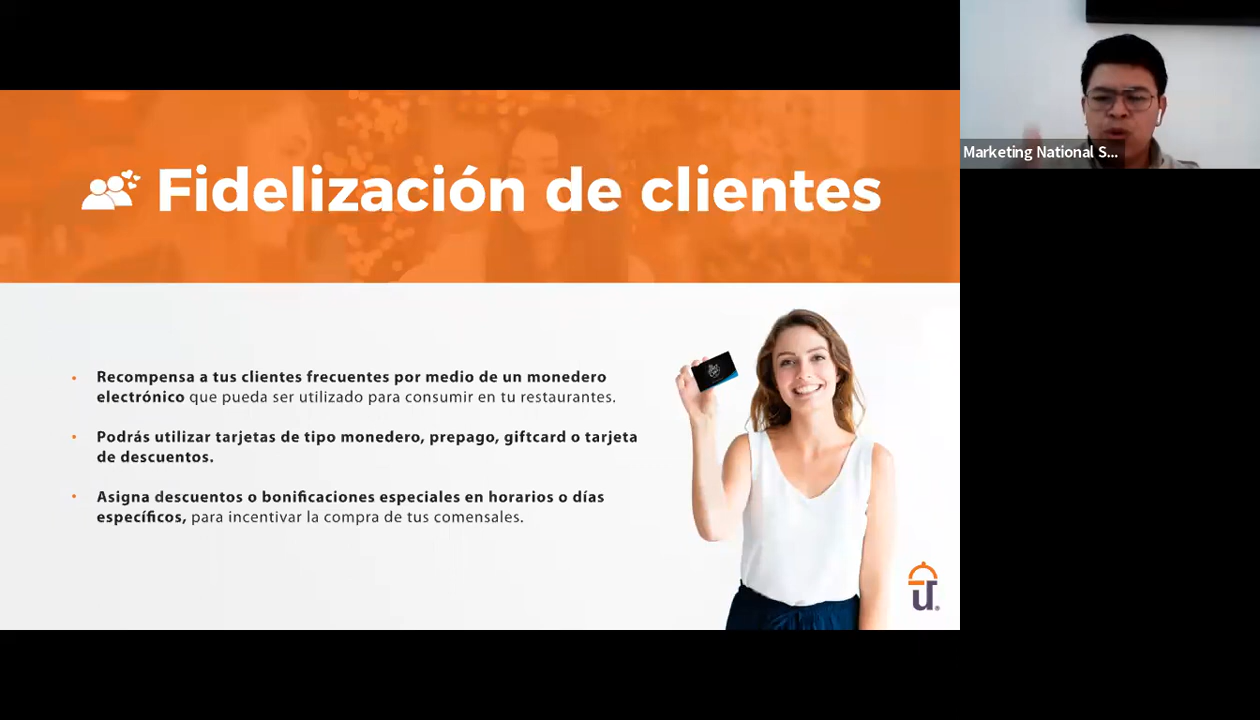 Fidelización de clientes
Marketing National S...
Recompensa a tus clientes frecuentes por medio de un monedero
electrónico que pueda ser utilizado para consumir en tu restaurantes.
Podrás utilizar tarjetas de tipo monedero, prepago, giftcard o tarjeta
de descuentos.
Asigna descuentos o bonificaciones especiales en horarios o días
específicos, para incentivar la compra de tus comensales.
u®